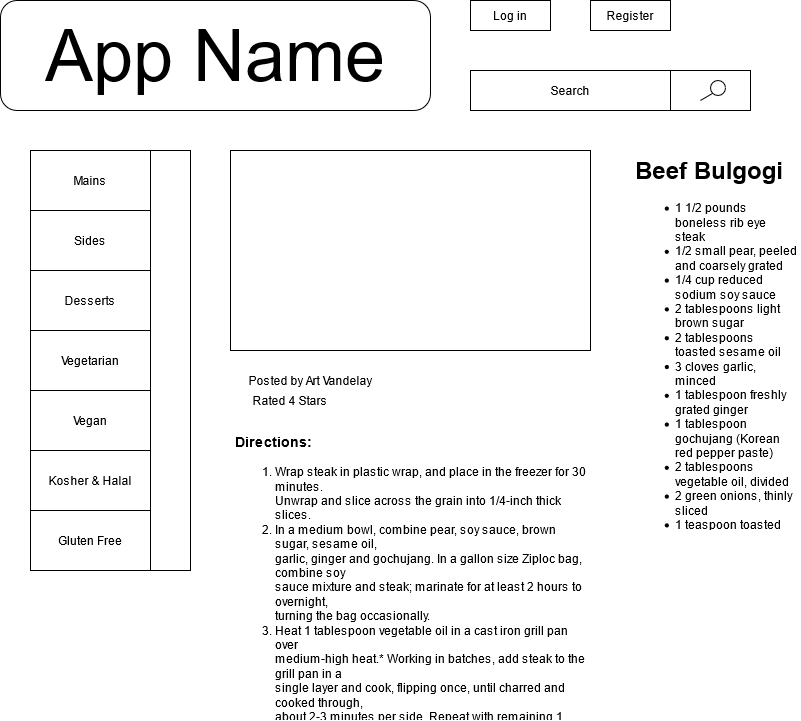 App Name
Log in
Register
Search
Mains
Sides
Desserts
Vegetarian
Vegan
Kosher & Halal
Gluten Free
Posted by Art Vandelay
Rated 4 Stars
Directions:
1. Wrap steak in plastic wrap, and place in the freezer for 30
minutes.
Unwrap and slice across the grain into 1/4-inch thick
slices.
2. In a medium bowl, combine pear, soy sauce, brown
sugar, sesame oil,
garlic, ginger and gochujang. In a gallon size Ziploc bag,
combine soy
sauce mixture and steak; marinate for at least 2 hours to
overnight,
turning the bag occasionally.
3. Heat 1 tablespoon vegetable oil in a cast iron grill pan
over
medium-high heat.* Working in batches, add steak to the
grill pan in a
single layer and cook, flipping once, until charred and
cooked through,
about 2-3 minutes per side. Repeat with remaining 1
Beef Bulgogi
• 1 1/2 pounds
boneless rib eye
steak
• 1/2 small pear, peeled
and coarsely grated
• 1/4 cup reduced
sodium soy sauce
• 2 tablespoons light
brown sugar
• 2 tablespoons
toasted sesame oil
• 3 cloves garlic,
minced
• 1 tablespoon freshly
grated ginger
• 1 tablespoon
gochujang (Korean
red pepper paste)
• 2 tablespoons
vegetable oil, divided
• 2 green onions, thinly
sliced
• 1 teaspoon toasted